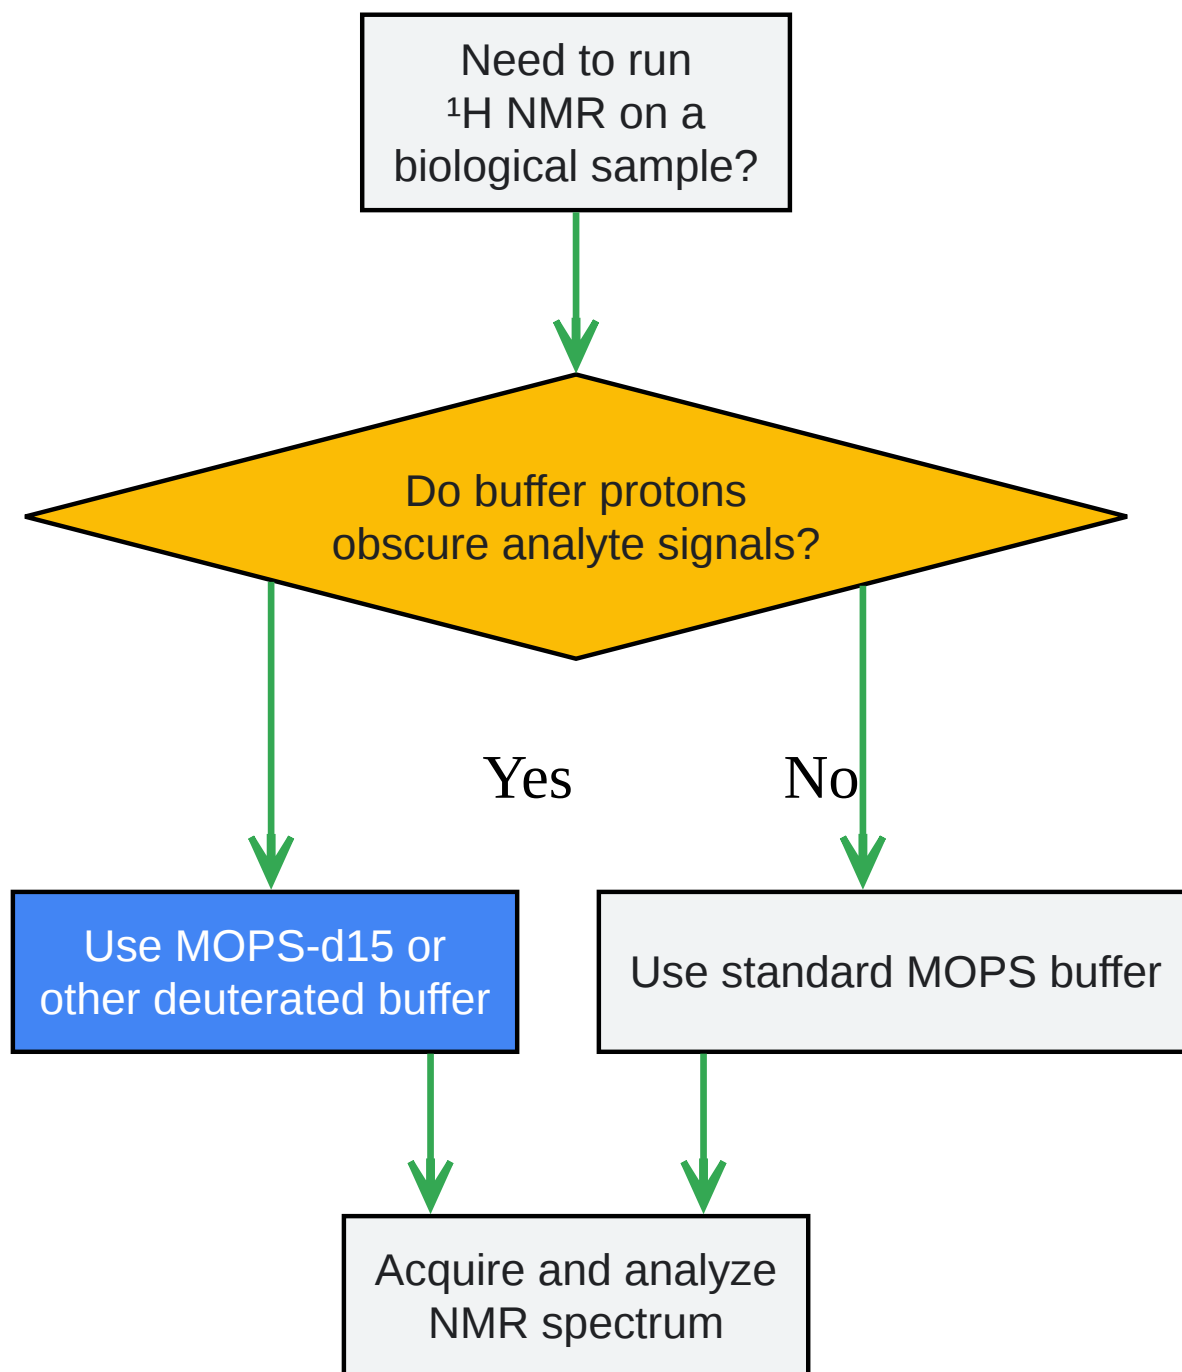 Need to run
¹H NMR on a
biological sample?
Do buffer protons
obscure analyte signals?
Yes
No
Use MOPS-d15 or
other deuterated buffer
Use standard MOPS buffer
Acquire and analyze
NMR spectrum